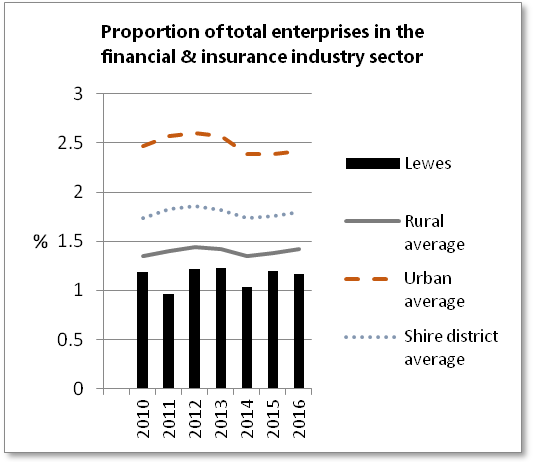 Proportion of total enterprises in the
financial & insurance industry sector
3
2.5
2
1.5
1
0.5
0
%
2010
2011
2012
2013
2014
2015
2016
Lewes
Rural
average
Urban
average
Shire district
average